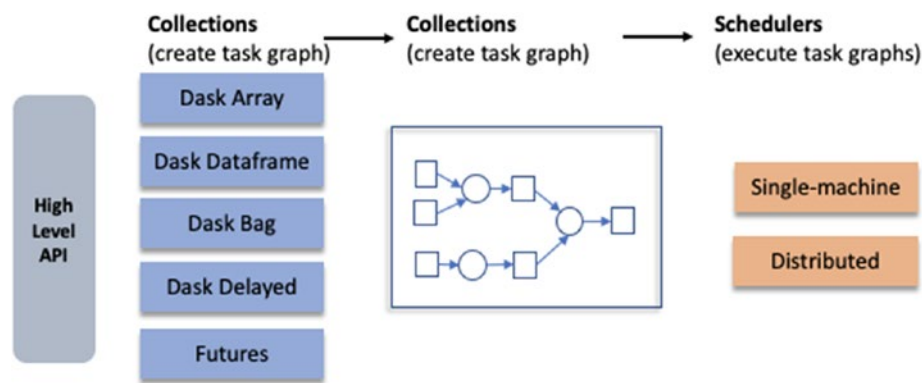 Collections
(create task graph)
Collections
(create task graph)
Schedulers
(execute task graphs)
High
Level
API
Dask Array
Dask Dataframe
Dask Bag
Dask Delayed
Futures
Single-machine
Distributed